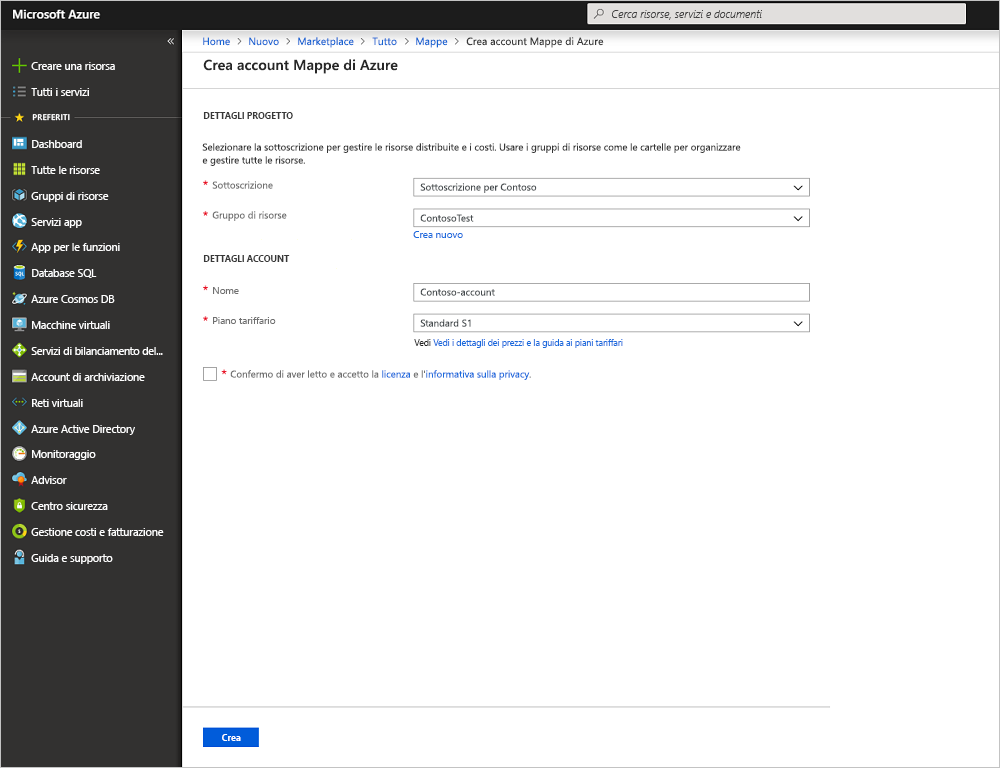 Microsoft Azure
Cerca risorse, servizi e documenti
«
Creare una risorsa
Tutti i servizi
PREFERITI
Dashboard
Tutte le risorse
Gruppi di risorse
Servizi app
App per le funzioni
Database SQL
Azure Cosmos DB
Macchine virtuali
Servizi di bilanciamento del...
Account di archiviazione
Reti virtuali
Azure Active Directory
Monitoraggio
Advisor
Centro sicurezza
Gestione costi e fatturazione
Guida e supporto
Home > Nuovo > Marketplace > Tutto > Mappe > Crea account Mappe di Azure
Crea account Mappe di Azure
DETTAGLI PROGETTO
Selezionare la sottoscrizione per gestire le risorse distribuite e i costi. Usare i gruppi di risorse come le cartelle per organizzare
e gestire tutte le risorse.
* Sottoscrizione
Sottoscrizione per Contoso
* Gruppo di risorse
ContosoTest
Crea nuovo
DETTAGLI ACCOUNT
* Nome
Contoso-account
* Piano tariffario
Standard S1
Vedi Vedi i dettagli dei prezzi e la guida ai piani tariffari
* Confermo di aver letto e accetto la licenza e l'informativa sulla privacy.
Crea